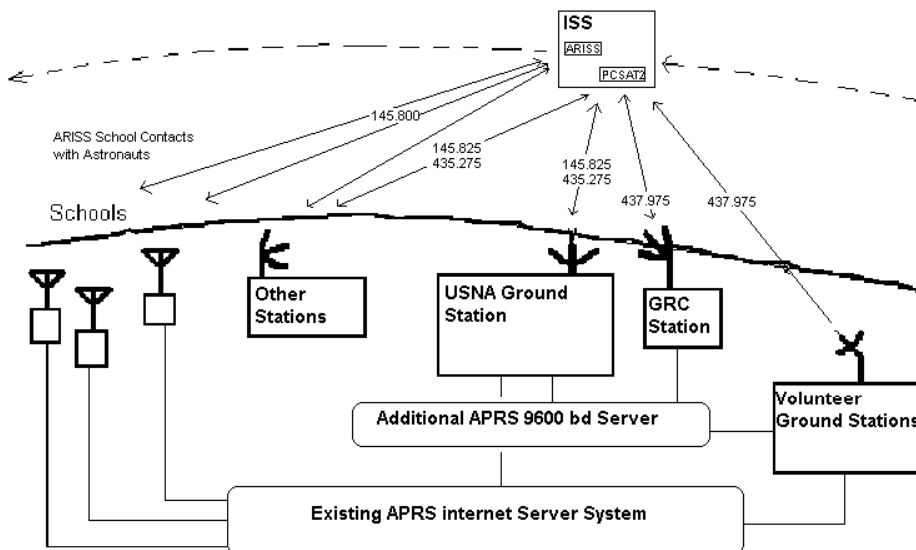 ISS
ARISS
PCSAT2
145.800
ARISS School Contacts
with Astronauts
145.825
435.275
145.825
435.275
437.975
437.975
Schools
Other
Stations
USNA Ground
Station
GRC
Station
Volunteer
Ground Stations
Additional APRS 9600 bd Server
Existing APRS internet Server System